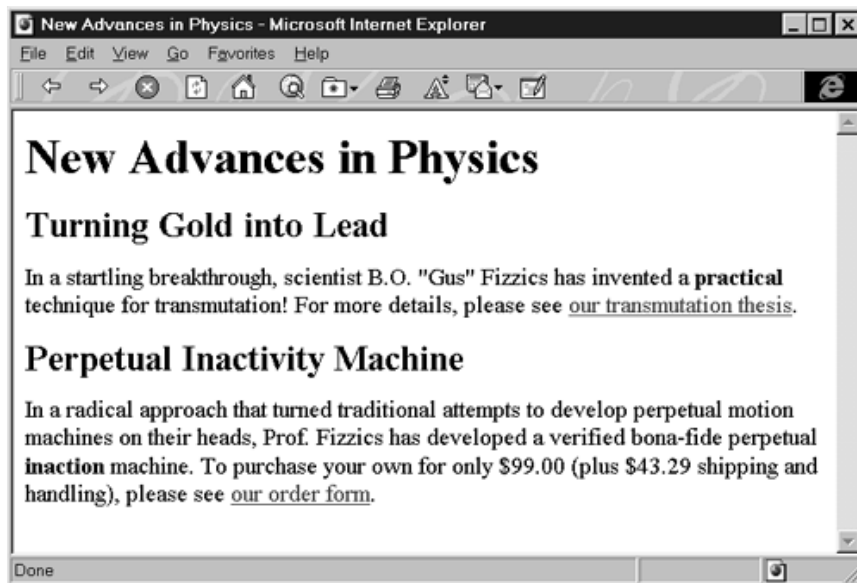 New Advances in Physics - Microsoft Internet Explorer
File Edit View Go Favorites Help
New Advances in Physics
Turning Gold into Lead
In a startling breakthrough, scientist B.O. "Gus" Fizzics has invented a practical
technique for transmutation! For more details, please see our transmutation thesis.
Perpetual Inactivity Machine
In a radical approach that turned traditional attempts to develop perpetual motion
machines on their heads, Prof. Fizzics has developed a verified bona-fide perpetual
inaction machine. To purchase your own for only $99.00 (plus $43.29 shipping and
handling), please see our order form.
Done